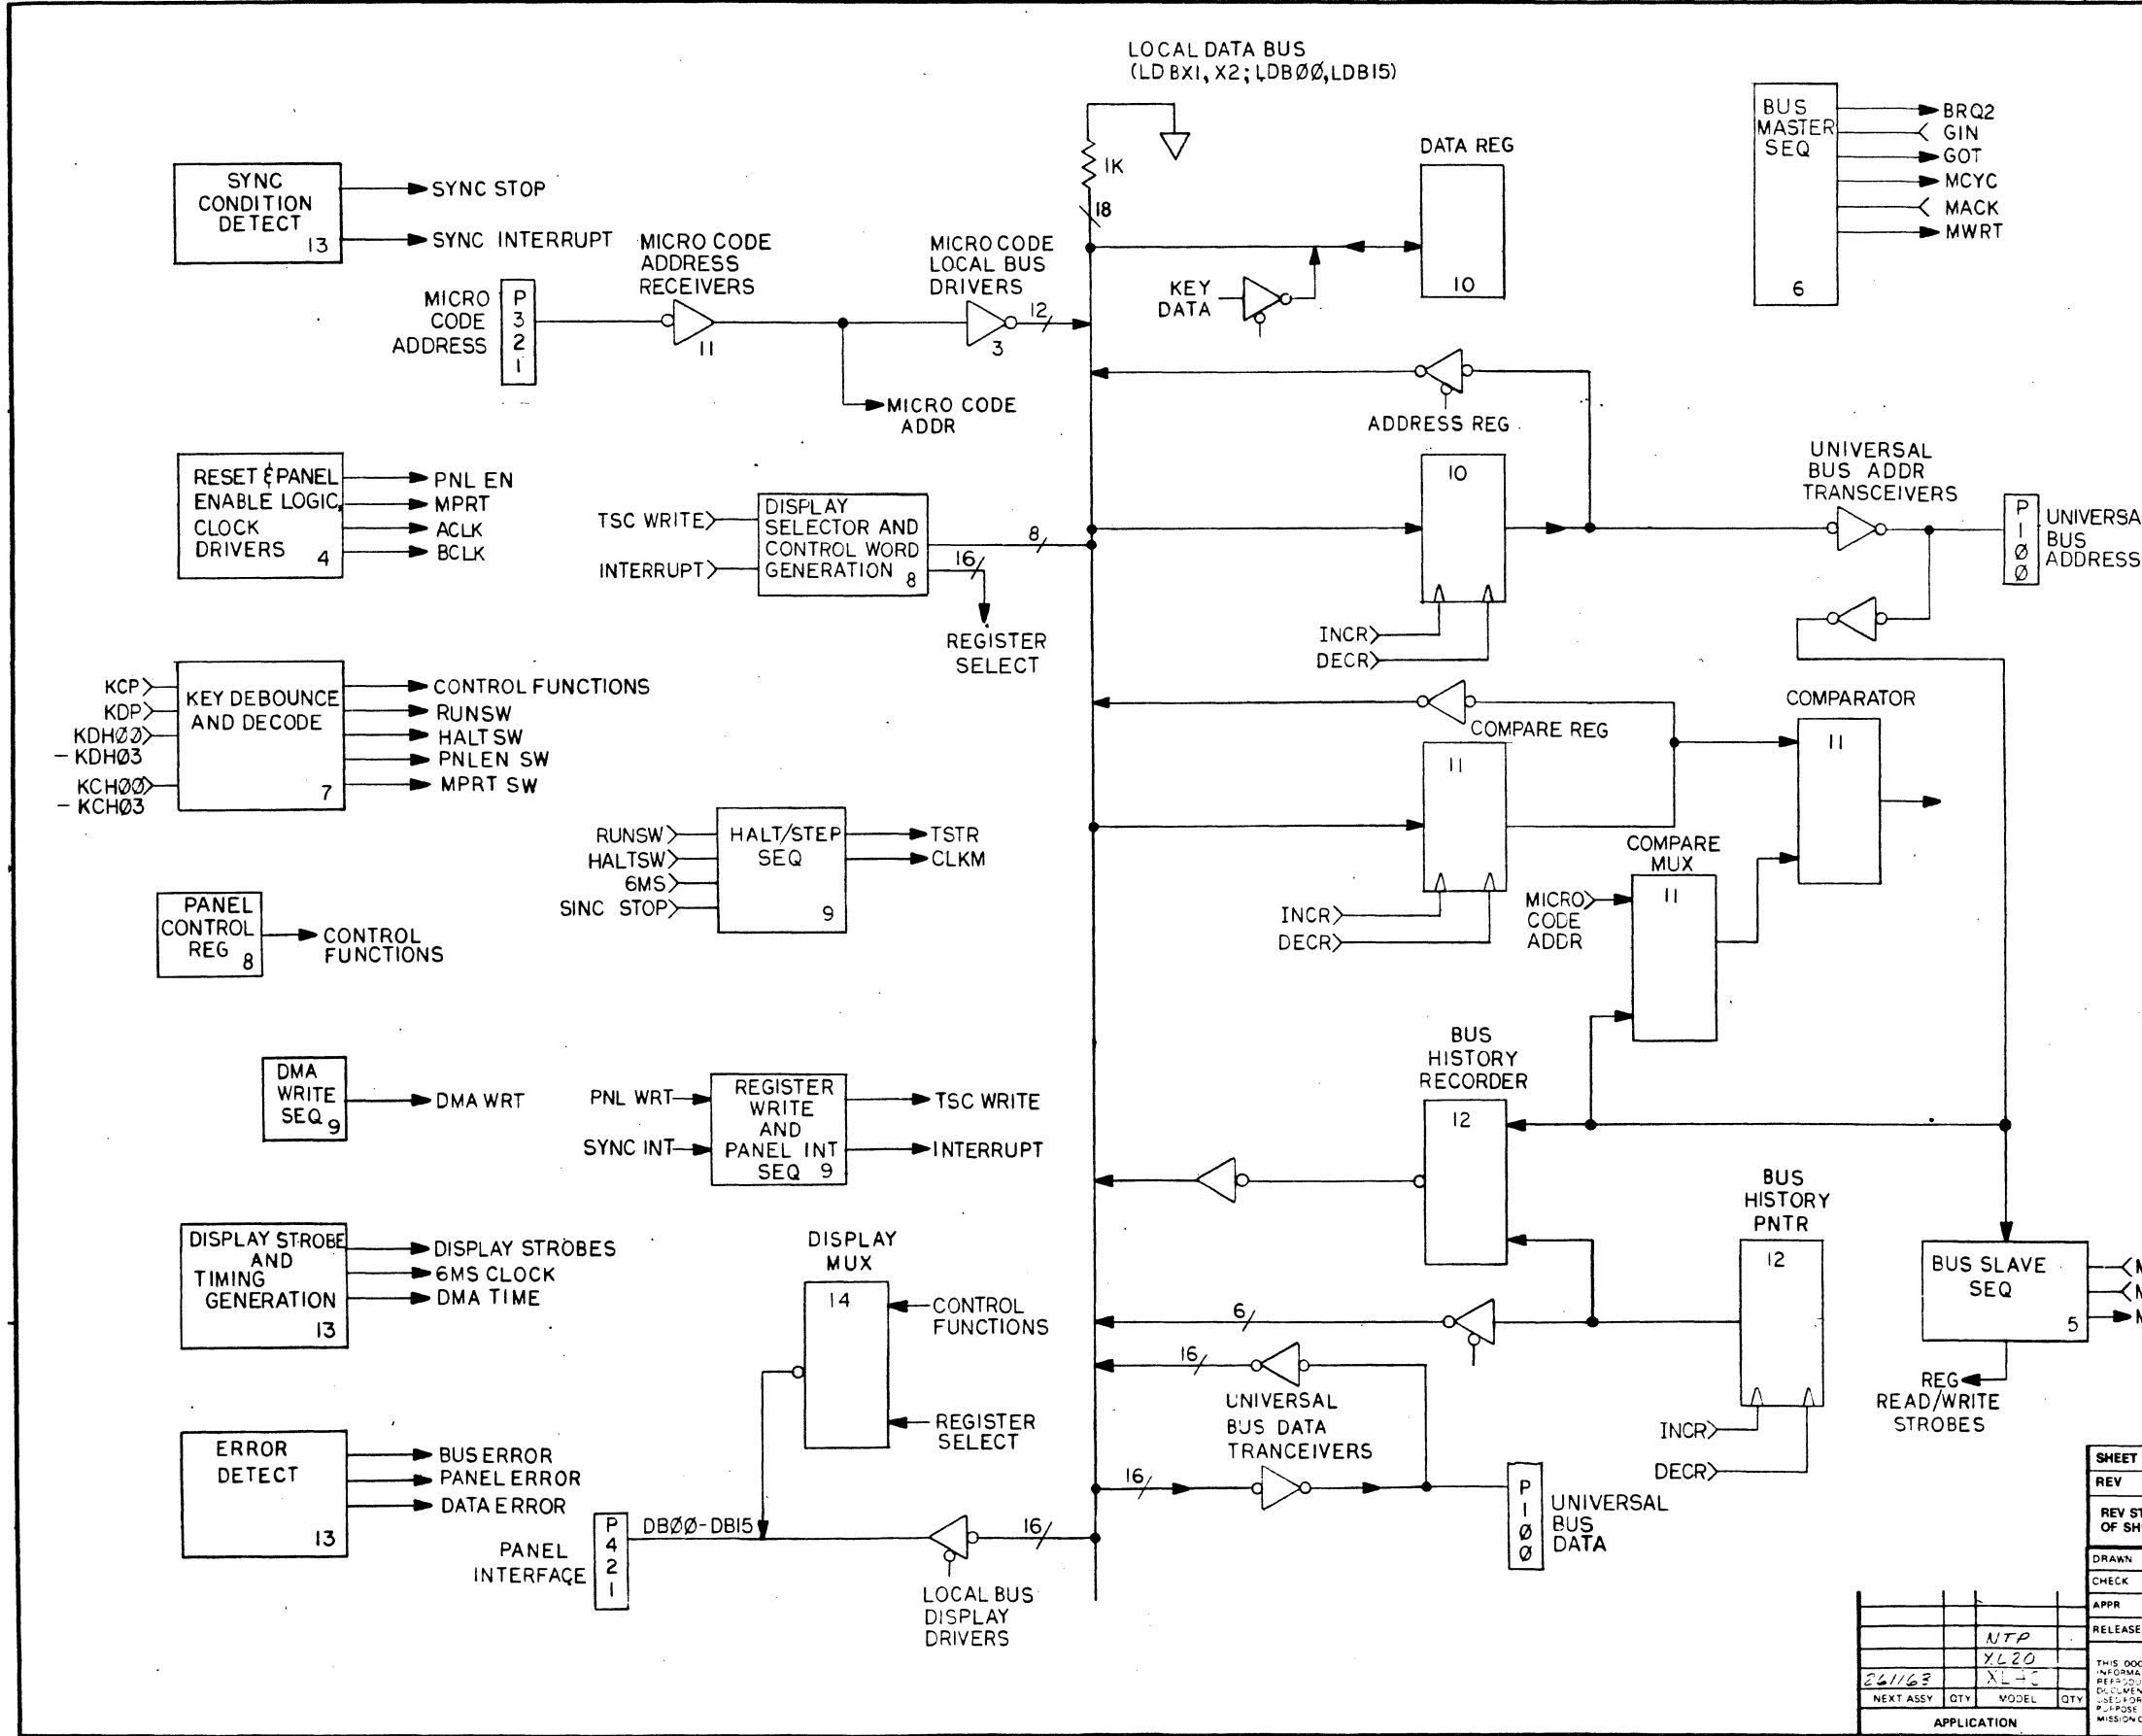 LOCAL DATA BUS
(LDBX1, X2; LDBØØ, LDB15)
1K
18
DATA REG
10
KEY
DATA
BUS
MASTER
SEQ
6
BRQ2
GIN
GOT
MCYC
MACK
MWRT
SYNC
CONDITION
DETECT
13
SYNC STOP
SYNC INTERRUPT
MICRO
CODE
ADDRESS
P
3
2
1
MICRO CODE
ADDRESS
RECEIVERS
11
MICRO CODE
LOCAL BUS
DRIVERS
12
3
MICRO CODE
ADDR
ADDRESS REG
10
INCR
DECR
UNIVERSAL
BUS ADDR
TRANSCEIVERS
P
1
Ø
Ø
UNIVERSA
BUS
ADDRESS
RESET & PANEL
ENABLE LOGIC,
CLOCK
DRIVERS
4
PNL EN
MPRT
ACLK
BCLK
TSC WRITE
INTERRUPT
DISPLAY
SELECTOR AND
CONTROL WORD
GENERATION 8
8
16
REGISTER
SELECT
KCP
KDP
KDHØØ
- KDHØ3
KCHØØ
- KCHØ3
KEY DEBOUNCE
AND DECODE
7
CONTROL FUNCTIONS
RUNSW
HALT SW
PNLEN SW
MPRT SW
COMPARE REG
11
INCR
DECR
COMPARATOR
11
COMPARE
MUX
11
MICRO
CODE
ADDR
RUNSW
HALTSW
6MS
SINC STOP
HALT/STEP
SEQ
9
TSTR
CLKM
PANEL
CONTROL
REG 8
CONTROL
FUNCTIONS
DMA
WRITE
SEQ 9
DMA WRT
PNL WRT
SYNC INT
REGISTER
WRITE
AND
PANEL INT
SEQ 9
TSC WRITE
INTERRUPT
BUS
HISTORY
RECORDER
12
BUS
HISTORY
PNTR
12
INCR
DECR
6
BUS SLAVE
SEQ
5
M
M
M
REG
READ/WRITE
STROBES
DISPLAY STROBE
AND
TIMING
GENERATION
13
DISPLAY STROBES
6MS CLOCK
DMA TIME
DISPLAY
MUX
14
CONTROL
FUNCTIONS
REGISTER
SELECT
16
UNIVERSAL
BUS DATA
TRANCEIVERS
16
P
1
Ø
Ø
UNIVERSAL
BUS
DATA
ERROR
DETECT
13
BUS ERROR
PANEL ERROR
DATA ERROR
PANEL
INTERFACE
P
4
2
1
DBØØ-DB15
16
LOCAL BUS
DISPLAY
DRIVERS
SHEET
REV
REV ST
OF SH
DRAWN
CHECK
APPR
RELEASE
NTP
XL20
261163
NEXT ASSY QTY MODEL QTY
APPLICATION
THIS DOC
INFORMA